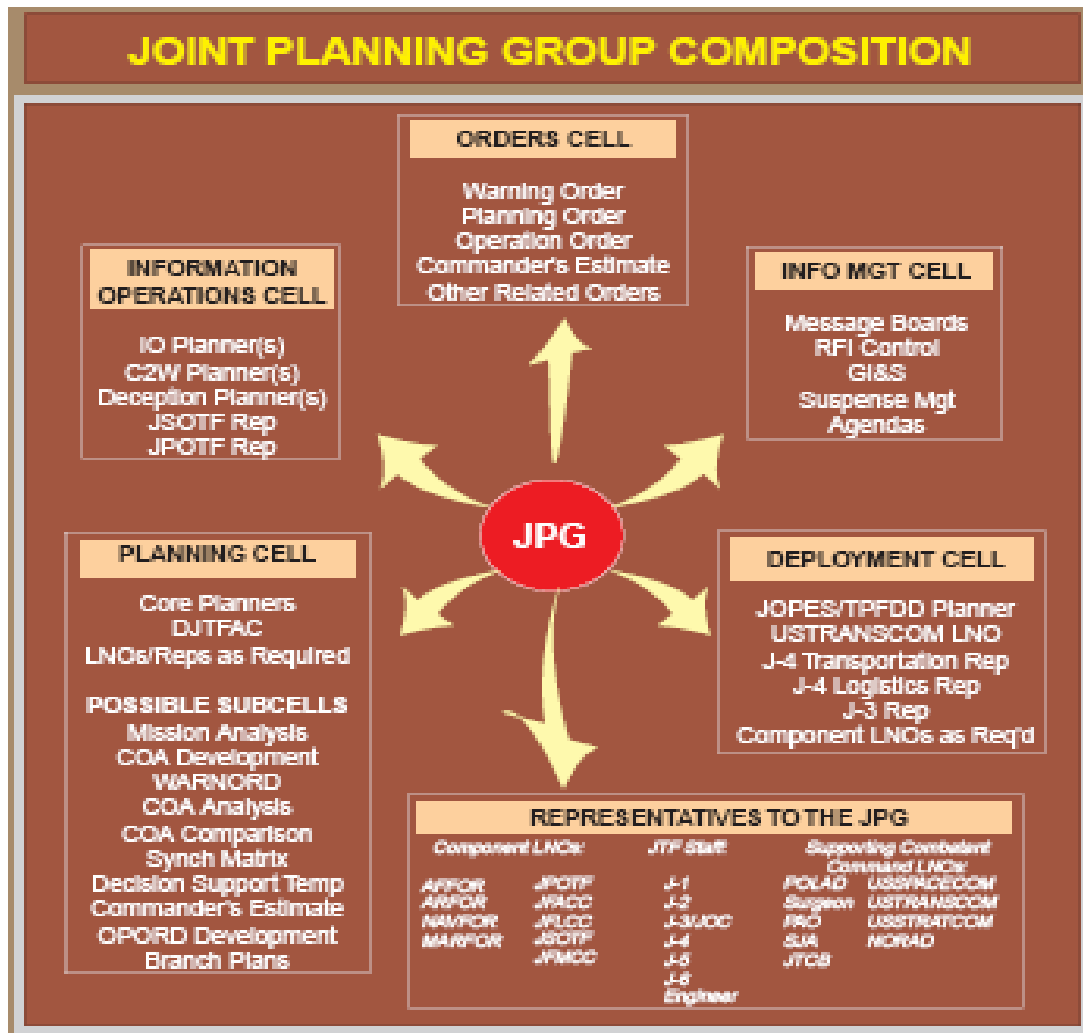 JOINT PLANNING GROUP COMPOSITION
ORDERS CELL
Warning Order
Planning Order
Operation Order
Commander's Estimate
Other Related Orders
INFORMATION
OPERATIONS CELL
IO Planner(s)
C2W Planner(s)
Deception Planner(s)
JSOTF Rep
JPOTF Rep
INFO MGT CELL
Message Boards
RFI Control
GI&S
Suspense Mgt
Agendas
JPG
PLANNING CELL
Core Planners
DJTFAC
LNOs/Reps as Required
POSSIBLE SUBCELLS
Mission Analysis
COA Development
WARNORD
COA Analysis
COA Comparison
Synch Matrix
Decision Support Temp
Commander's Estimate
OPORD Development
Branch Plans
DEPLOYMENT CELL
JOPES/TPFDD Planner
USTRANSCOM LNO
J-4 Transportation Rep
J-4 Logistics Rep
J-3 Rep
Component LNOs as Req'd
REPRESENTATIVES TO THE JPG
Component LNOs:
AFFOR
ARFOR
NAVFOR
MARFOR
JPOTF
JFACC
JFLCC
JSOTF
JFMCC
JTF Staff:
J-1
J-2
J-3/JOC
J-4
J-5
J-6
Engineer
POLAD
Surgeon
PAO
SJA
JTCB
Supporting Combatant
Command LNOs:
USSPACECOM
USTRANSCOM
USSTRATCOM
NORAD